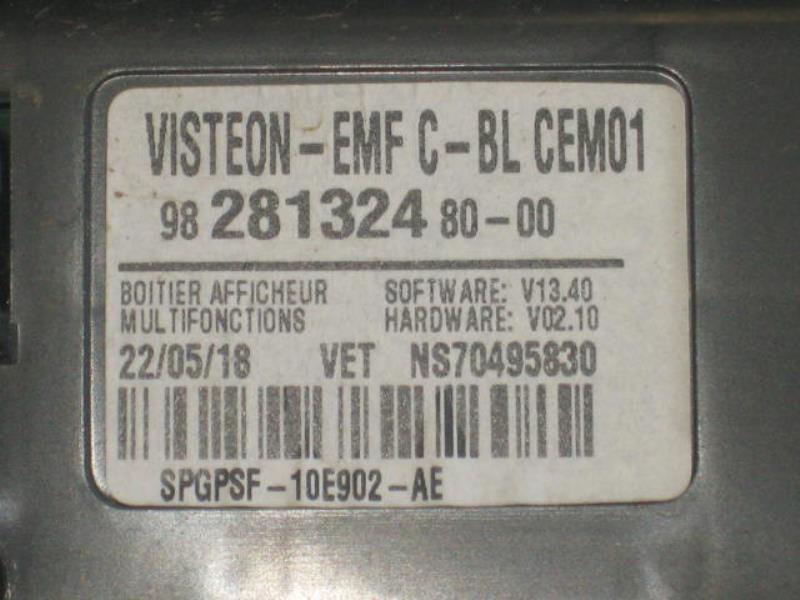 VISTEON-EMF C-BL CEM01
98 281324 80-00
BOITIER AFFICHEUR SOFTWARE: V13.40
MULTIFONCTIONS HARDWARE: V02.10
22/05/18 VET NS70495830
SPGPSF-10E902-AE